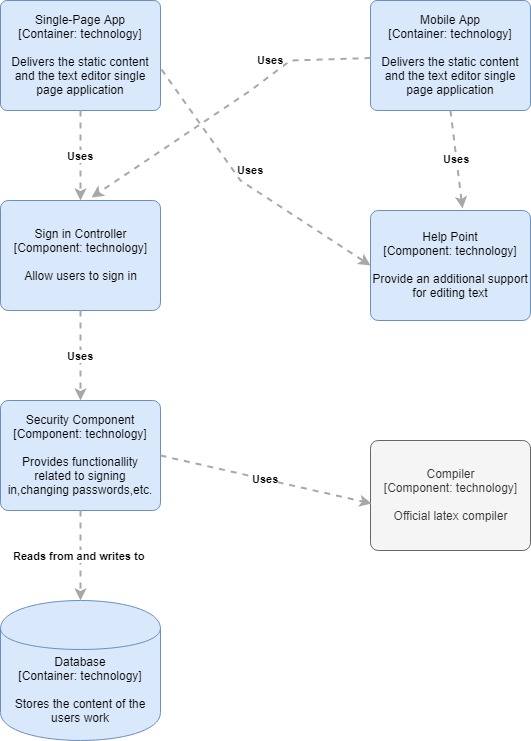 Single-Page App
[Container: technology]
Delivers the static content
and the text editor single
page application
Mobile App
[Container: technology]
Delivers the static content
and the text editor single
page application
Uses
Uses
Uses
Uses
Sign in Controller
[Component: technology]
Allow users to sign in
Help Point
[Component: technology]
Provide an additional support
for editing text
Uses
Security Component
[Component: technology]
Provides functionallity
related to signing
in,changing passwords,etc.
Uses
Compiler
[Component: technology]
Official latex compiler
Reads from and writes to
Database
[Container: technology]
Stores the content of the
users work